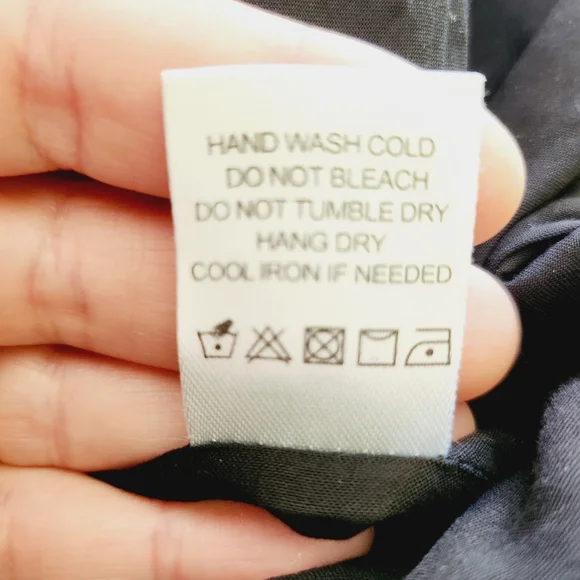 HAND WASH COLD
DO NOT BLEACH
DO NOT TUMBLE DRY
HANG DRY
COOL IRON IF NEEDED